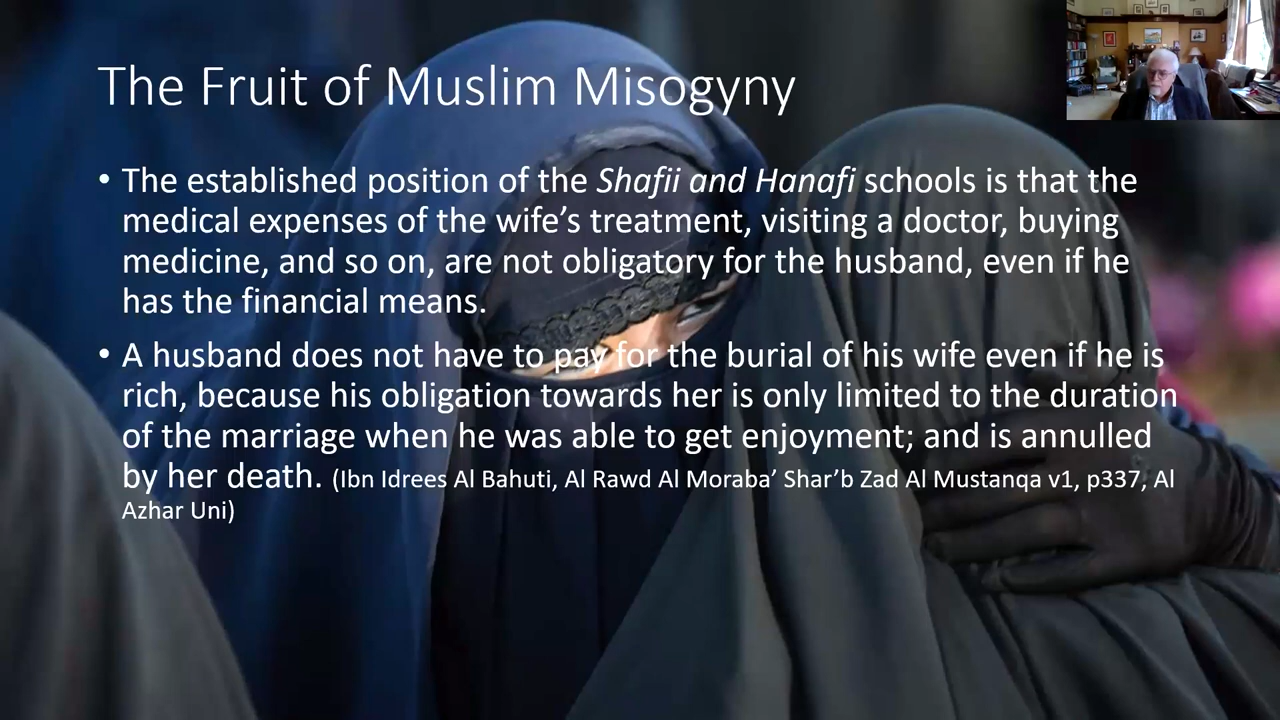 The Fruit of Muslim Misogyny
• The established position of the Shafii and Hanafi schools is that the
medical expenses of the wife’s treatment, visiting a doctor, buying
medicine, and so on, are not obligatory for the husband, even if he
has the financial means.
• A husband does not have to pay for the burial of his wife even if he is
rich, because his obligation towards her is only limited to the duration
of the marriage when he was able to get enjoyment; and is annulled
by her death. (Ibn Idrees Al Bahuti, Al Rawd Al Moraba’ Shar’b Zad Al Mustanqa v1, p337, Al
Azhar Uni)